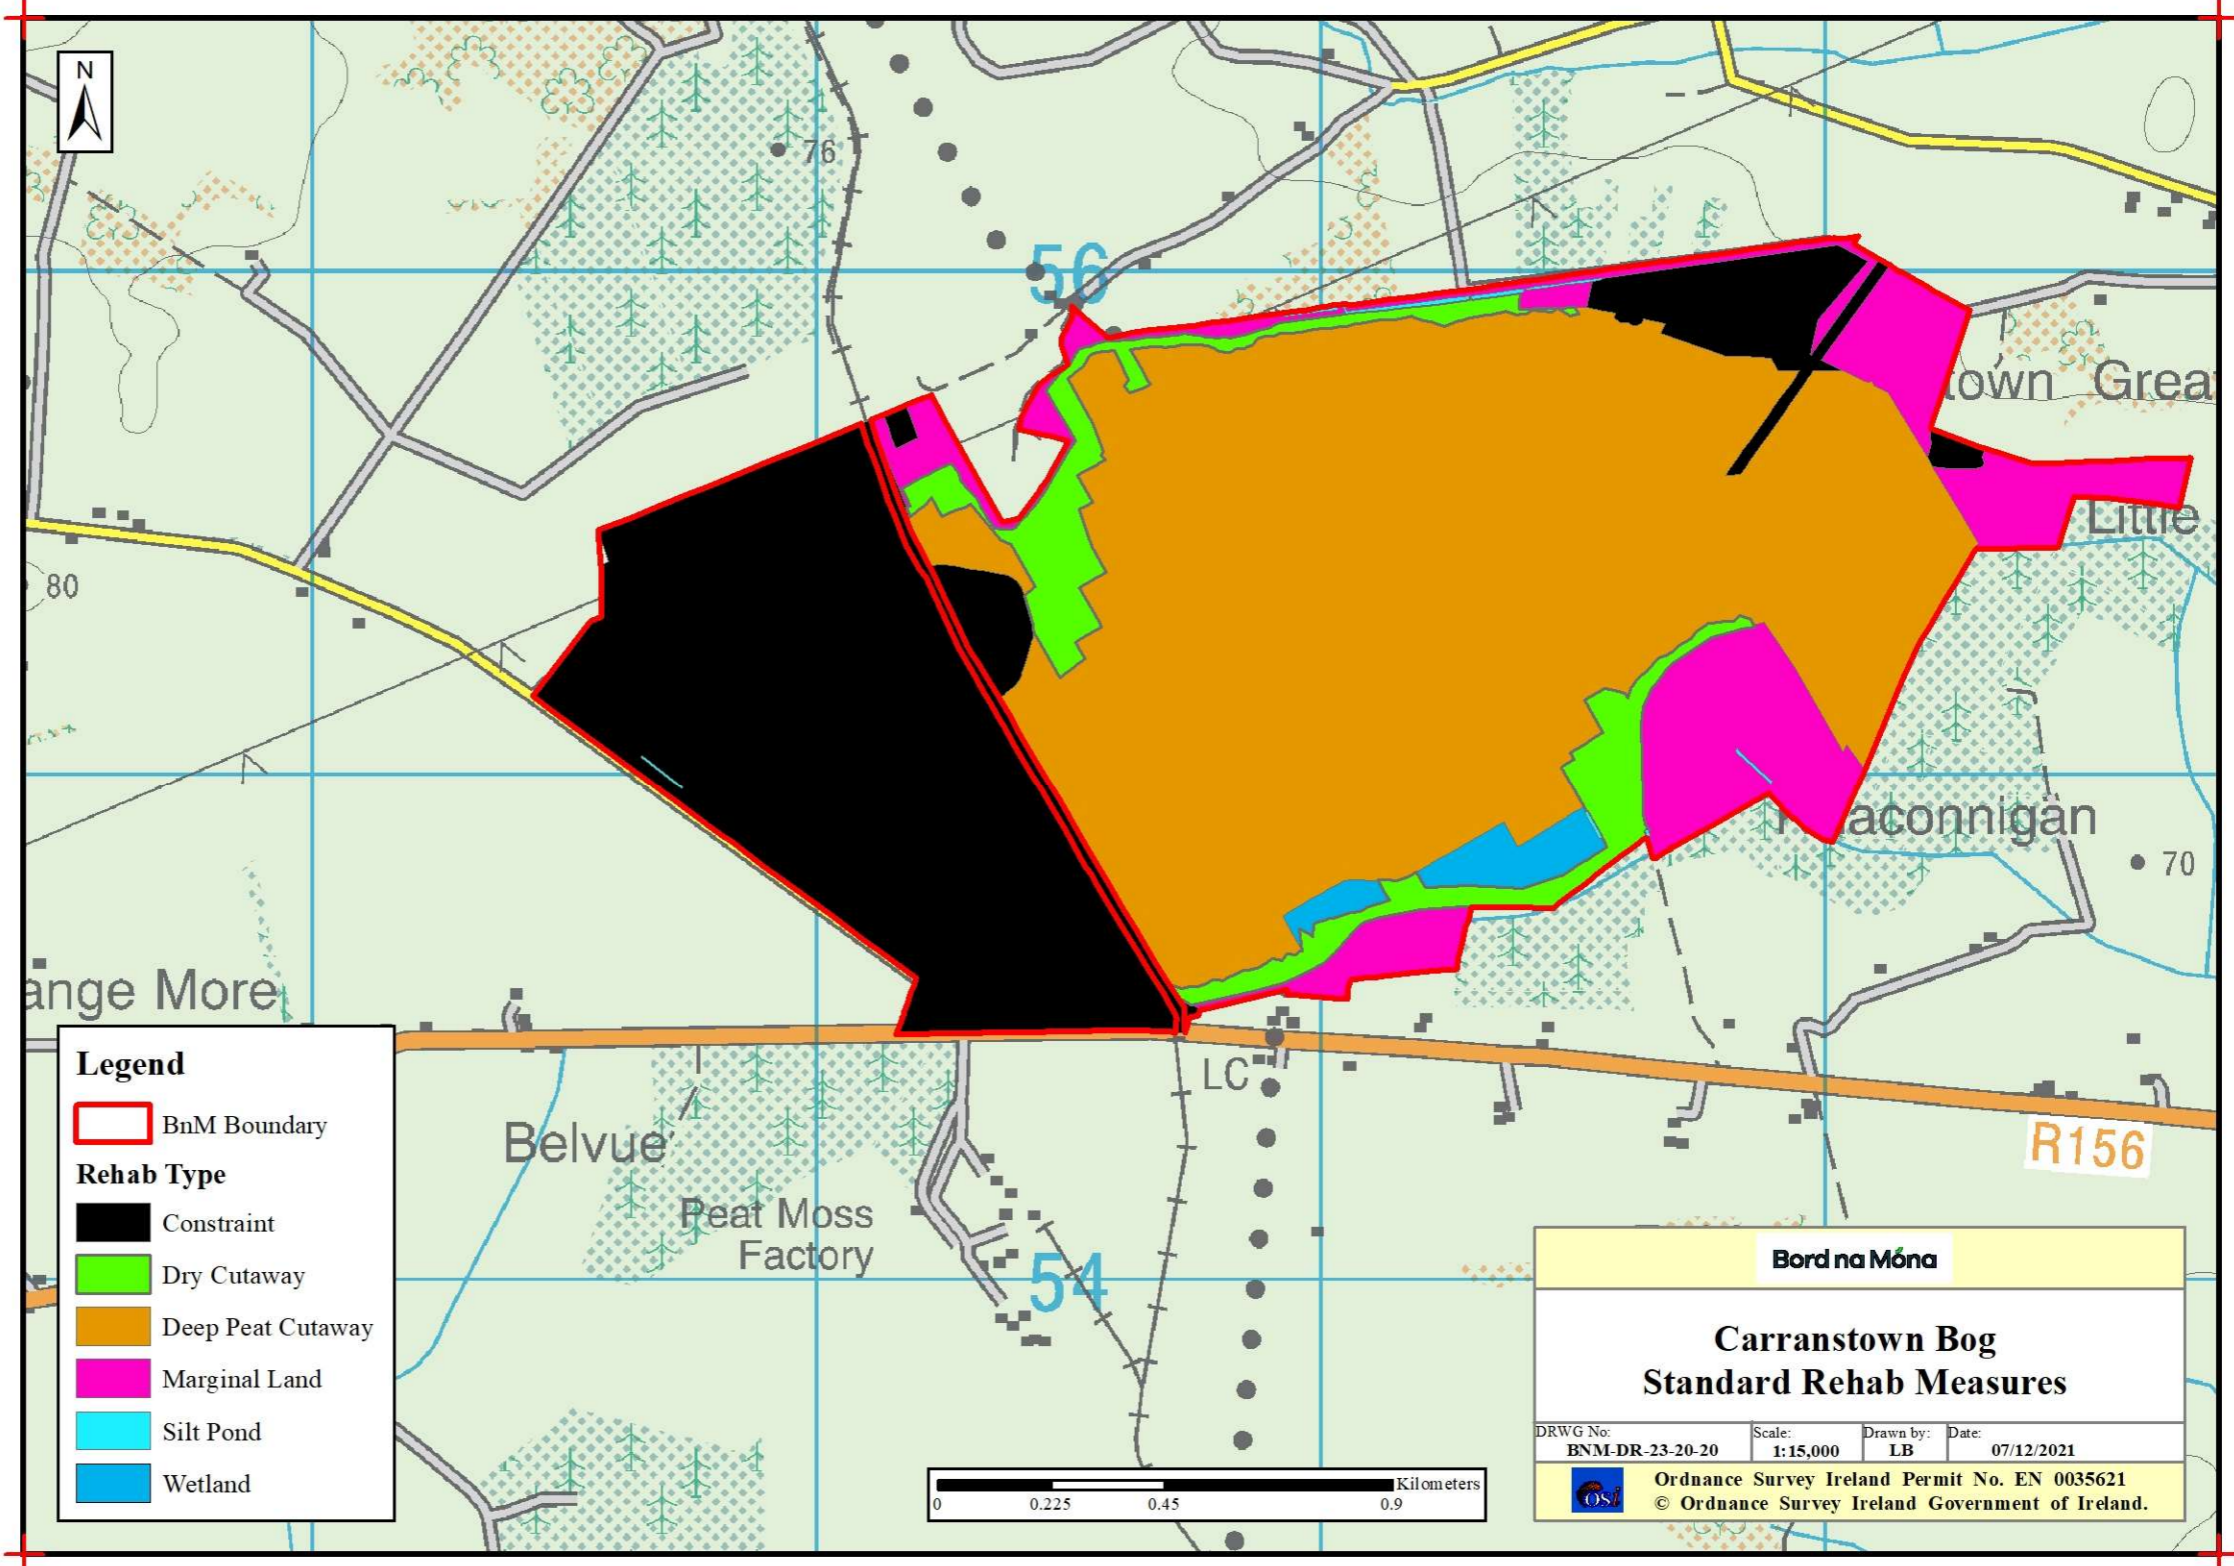 N
76
56
town Great
Little
80
aconnigan
70
ange More
LC
R156
Belvue
Peat Moss
Factory
54
Legend
BnM Boundary
Rehab Type
Constraint
Dry Cutaway
Deep Peat Cutaway
Marginal Land
Silt Pond
Wetland
Kilometers
0 0.225 0.45 0.9
Bord na Móna
Carranstown Bog
Standard Rehab Measures
DRWG No: Scale: Drawn by: Date:
BNM-DR-23-20-20 1:15,000 LB 07/12/2021
Osi
Ordnance Survey Ireland Permit No. EN 0035621
© Ordnance Survey Ireland Government of Ireland.